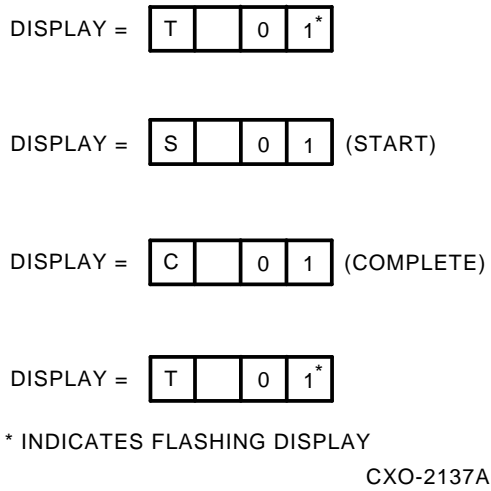 DISPLAY = T 0 1*
DISPLAY = S 0 1 (START)
DISPLAY = C 0 1 (COMPLETE)
DISPLAY = T 0 1*
* INDICATES FLASHING DISPLAY
CXO-2137A